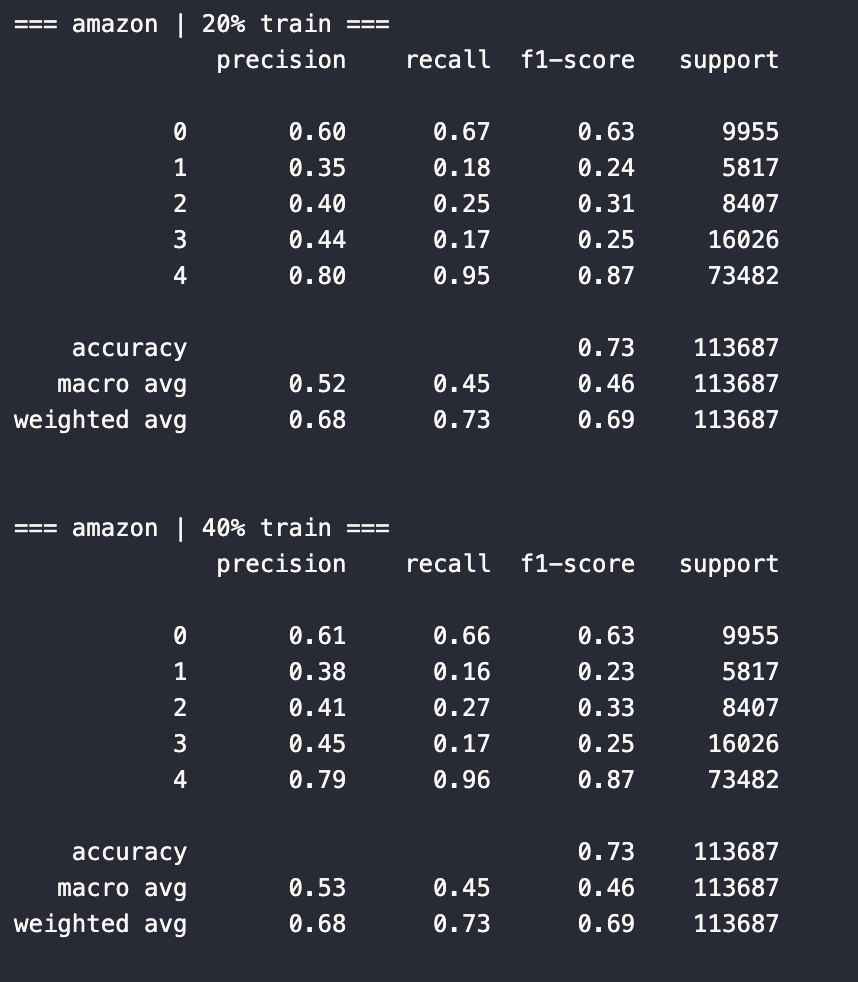 === amazon | 20% train ===
precision recall f1-score support
0 0.60 0.67 0.63 9955
1 0.35 0.18 0.24 5817
2 0.40 0.25 0.31 8407
3 0.44 0.17 0.25 16026
4 0.80 0.95 0.87 73482
accuracy 0.73 113687
macro avg 0.52 0.45 0.46 113687
weighted avg 0.68 0.73 0.69 113687
=== amazon | 40% train ===
precision recall f1-score support
0 0.61 0.66 0.63 9955
1 0.38 0.16 0.23 5817
2 0.41 0.27 0.33 8407
3 0.45 0.17 0.25 16026
4 0.79 0.96 0.87 73482
accuracy 0.73 113687
macro avg 0.53 0.45 0.46 113687
weighted avg 0.68 0.73 0.69 113687